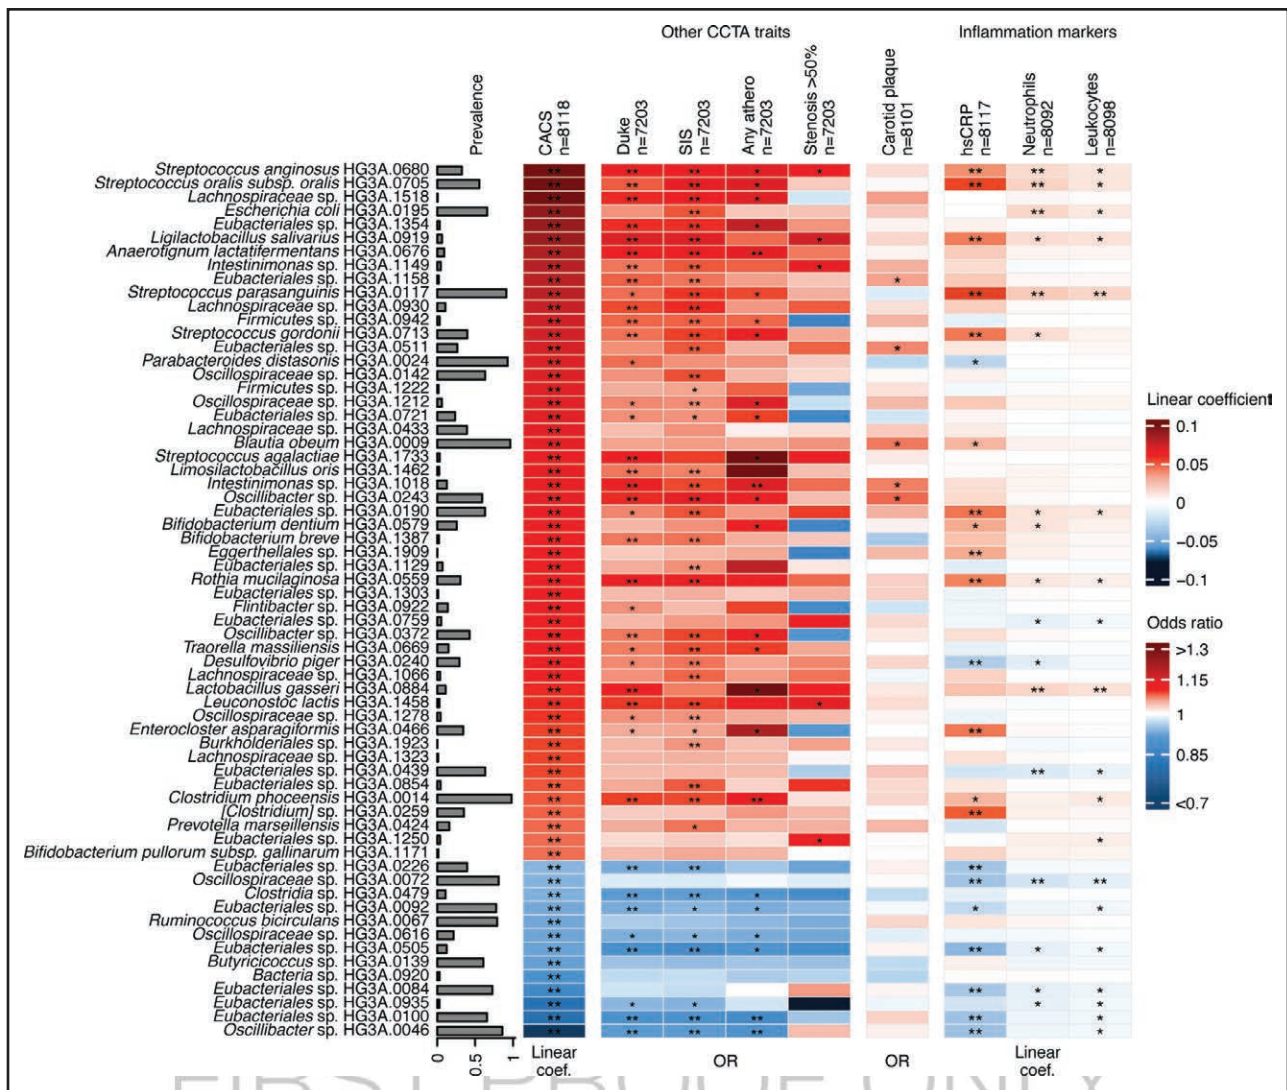 Other CCTA traits
Inflammation markers
Prevalence
CACS
n=8118
Duke
n=7203
SIS
n=7203
Any athero
n=7203
Stenosis >50%
n=7203
Carotid plaque
n=8101
hsCRP
n=8117
Neutrophils
n=8092
Leukocytes
n=8098
Streptococcus anginosus HG3A.0680
Streptococcus oralis subsp. oralis HG3A.0705
Lachnospiraceae sp. HG3A.1518
Escherichia coli HG3A.0195
Eubacteriales sp. HG3A.1354
Ligilactobacillus salivarius HG3A.0919
Anaerotignum lactatifermentans HG3A.0676
Intestinimonas sp. HG3A.1149
Eubacteriales sp. HG3A.1158
Streptococcus parasanguinis HG3A.0117
Lachnospiraceae sp. HG3A.0930
Firmicutes sp. HG3A.0942
Streptococcus gordonii HG3A.0713
Eubacteriales sp. HG3A.0511
Parabacteroides distasonis HG3A.0024
Oscillospiraceae sp. HG3A.0142
Firmicutes sp. HG3A.1222
Oscillospiraceae sp. HG3A.1212
Eubacteriales sp. HG3A.0721
Lachnospiraceae sp. HG3A.0433
Blautia obeum HG3A.0009
Streptococcus agalactiae HG3A.1733
Limosilactobacillus oris HG3A.1462
Intestinimonas sp. HG3A.1018
Oscillibacter sp. HG3A.0243
Eubacteriales sp. HG3A.0190
Bifidobacterium dentium HG3A.0579
Bifidobacterium breve HG3A.1387
Eggerthellales sp. HG3A.1909
Eubacteriales sp. HG3A.1129
Rothia mucilaginosa HG3A.0559
Eubacteriales sp. HG3A.1303
Flintibacter sp. HG3A.0922
Eubacteriales sp. HG3A.0759
Oscillibacter sp. HG3A.0372
Traorella massiliensis HG3A.0669
Desulfovibrio piger HG3A.0240
Lachnospiraceae sp. HG3A.1066
Lactobacillus gasseri HG3A.0884
Leuconostoc lactis HG3A.1458
Oscillospiraceae sp. HG3A.1278
Enterocloster asparagiformis HG3A.0466
Burkholderiales sp. HG3A.1923
Lachnospiraceae sp. HG3A.1323
Eubacteriales sp. HG3A.0439
Eubacteriales sp. HG3A.0854
Clostridium phoceensis HG3A.0014
[Clostridium] sp. HG3A.0259
Prevotella marseillensis HG3A.0424
Eubacteriales sp. HG3A.1250
Bifidobacterium pullorum subsp. gallinarum HG3A.1171
Eubacteriales sp. HG3A.0226
Oscillospiraceae sp. HG3A.0072
Clostridia sp. HG3A.0479
Eubacteriales sp. HG3A.0092
Ruminococcus bicirculans HG3A.0067
Oscillospiraceae sp. HG3A.0616
Eubacteriales sp. HG3A.0505
Butyricicoccus sp. HG3A.0139
Bacteria sp. HG3A.0920
Eubacteriales sp. HG3A.0084
Eubacteriales sp. HG3A.0935
Eubacteriales sp. HG3A.0100
Oscillibacter sp. HG3A.0046
0
0.5
1
Linear
coef.
OR
OR
Linear
coef.
Linear coefficient
0.1
0.05
0
−0.05
−0.1
Odds ratio
>1.3
1.15
1
0.85
<0.7
FIRST PROOF ONLY